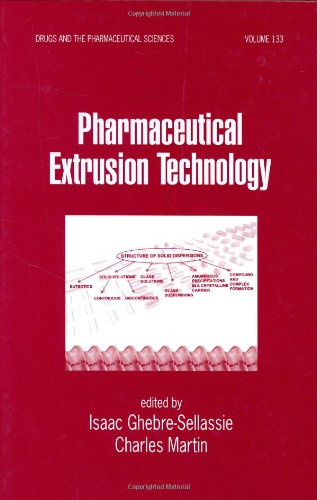 DRUGS AND THE PHARMACEUTICAL SCIENCES
VOLUME 133
Pharmaceutical
Extrusion Technology
STRUCTURE OF SOLID DISPERSIONS
EUTECTICS
SOLID SOLUTIONS
CONTINUOUS
DISCONTINUOUS
GLASS
SOLUTIONS
GLASS
SUSPENSIONS
AMORPHOUS
PRECIPITATIONS
IN A CRYSTALLINE
CARRIER
COMPOUND
AND
COMPLEX
FORMATION
edited by
Isaac Ghebre-Sellassie
Charles Martin